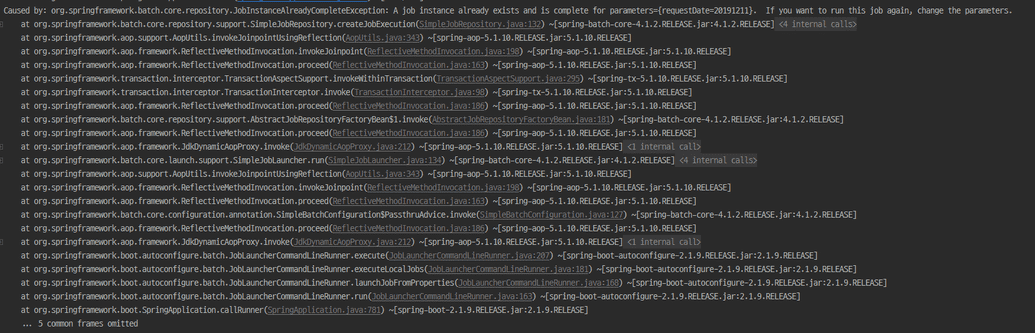 Caused by: org.springframework.batch.core.repository.JobInstanceAlreadyCompleteException: A job instance already exists and is complete for parameters={requestDate=20191211}.  If you want to run this job again, change the parameters.
at org.springframework.batch.core.repository.support.SimpleJobRepository.createJobExecution(SimpleJobRepository.java:132) ~[spring-batch-core-4.1.2.RELEASE.jar:4.1.2.RELEASE] <4 internal calls>
at org.springframework.aop.support.AopUtils.invokeJoinpointUsingReflection(AopUtils.java:343) ~[spring-aop-5.1.10.RELEASE.jar:5.1.10.RELEASE]
at org.springframework.aop.framework.ReflectiveMethodInvocation.invokeJoinpoint(ReflectiveMethodInvocation.java:198) ~[spring-aop-5.1.10.RELEASE.jar:5.1.10.RELEASE]
at org.springframework.aop.framework.ReflectiveMethodInvocation.proceed(ReflectiveMethodInvocation.java:163) ~[spring-aop-5.1.10.RELEASE.jar:5.1.10.RELEASE]
at org.springframework.transaction.interceptor.TransactionAspectSupport.invokeWithinTransaction(TransactionAspectSupport.java:295) ~[spring-tx-5.1.10.RELEASE.jar:5.1.10.RELEASE]
at org.springframework.transaction.interceptor.TransactionInterceptor.invoke(TransactionInterceptor.java:98) ~[spring-tx-5.1.10.RELEASE.jar:5.1.10.RELEASE]
at org.springframework.aop.framework.ReflectiveMethodInvocation.proceed(ReflectiveMethodInvocation.java:186) ~[spring-aop-5.1.10.RELEASE.jar:5.1.10.RELEASE]
at org.springframework.batch.core.repository.support.AbstractJobRepositoryFactoryBean$1.invoke(AbstractJobRepositoryFactoryBean.java:181) ~[spring-batch-core-4.1.2.RELEASE.jar:4.1.2.RELEASE]
at org.springframework.aop.framework.ReflectiveMethodInvocation.proceed(ReflectiveMethodInvocation.java:186) ~[spring-aop-5.1.10.RELEASE.jar:5.1.10.RELEASE]
at org.springframework.aop.framework.JdkDynamicAopProxy.invoke(JdkDynamicAopProxy.java:212) ~[spring-aop-5.1.10.RELEASE.jar:5.1.10.RELEASE] <1 internal call>
at org.springframework.batch.core.launch.support.SimpleJobLauncher.run(SimpleJobLauncher.java:134) ~[spring-batch-core-4.1.2.RELEASE.jar:4.1.2.RELEASE] <4 internal calls>
at org.springframework.aop.support.AopUtils.invokeJoinpointUsingReflection(AopUtils.java:343) ~[spring-aop-5.1.10.RELEASE.jar:5.1.10.RELEASE]
at org.springframework.aop.framework.ReflectiveMethodInvocation.invokeJoinpoint(ReflectiveMethodInvocation.java:198) ~[spring-aop-5.1.10.RELEASE.jar:5.1.10.RELEASE]
at org.springframework.aop.framework.ReflectiveMethodInvocation.proceed(ReflectiveMethodInvocation.java:163) ~[spring-aop-5.1.10.RELEASE.jar:5.1.10.RELEASE]
at org.springframework.batch.core.configuration.annotation.SimpleBatchConfiguration$PassthruAdvice.invoke(SimpleBatchConfiguration.java:127) ~[spring-batch-core-4.1.2.RELEASE.jar:4.1.2.RELEASE]
at org.springframework.aop.framework.ReflectiveMethodInvocation.proceed(ReflectiveMethodInvocation.java:186) ~[spring-aop-5.1.10.RELEASE.jar:5.1.10.RELEASE]
at org.springframework.aop.framework.JdkDynamicAopProxy.invoke(JdkDynamicAopProxy.java:212) ~[spring-aop-5.1.10.RELEASE.jar:5.1.10.RELEASE] <1 internal call>
at org.springframework.boot.autoconfigure.batch.JobLauncherCommandLineRunner.execute(JobLauncherCommandLineRunner.java:207) ~[spring-boot-autoconfigure-2.1.9.RELEASE.jar:2.1.9.RELEASE]
at org.springframework.boot.autoconfigure.batch.JobLauncherCommandLineRunner.executeLocalJobs(JobLauncherCommandLineRunner.java:181) ~[spring-boot-autoconfigure-2.1.9.RELEASE.jar:2.1.9.RELEASE]
at org.springframework.boot.autoconfigure.batch.JobLauncherCommandLineRunner.launchJobFromProperties(JobLauncherCommandLineRunner.java:168) ~[spring-boot-autoconfigure-2.1.9.RELEASE.jar:2.1.9.RELEASE]
at org.springframework.boot.autoconfigure.batch.JobLauncherCommandLineRunner.run(JobLauncherCommandLineRunner.java:163) ~[spring-boot-autoconfigure-2.1.9.RELEASE.jar:2.1.9.RELEASE]
at org.springframework.boot.SpringApplication.callRunner(SpringApplication.java:781) ~[spring-boot-2.1.9.RELEASE.jar:2.1.9.RELEASE]
... 5 common frames omitted